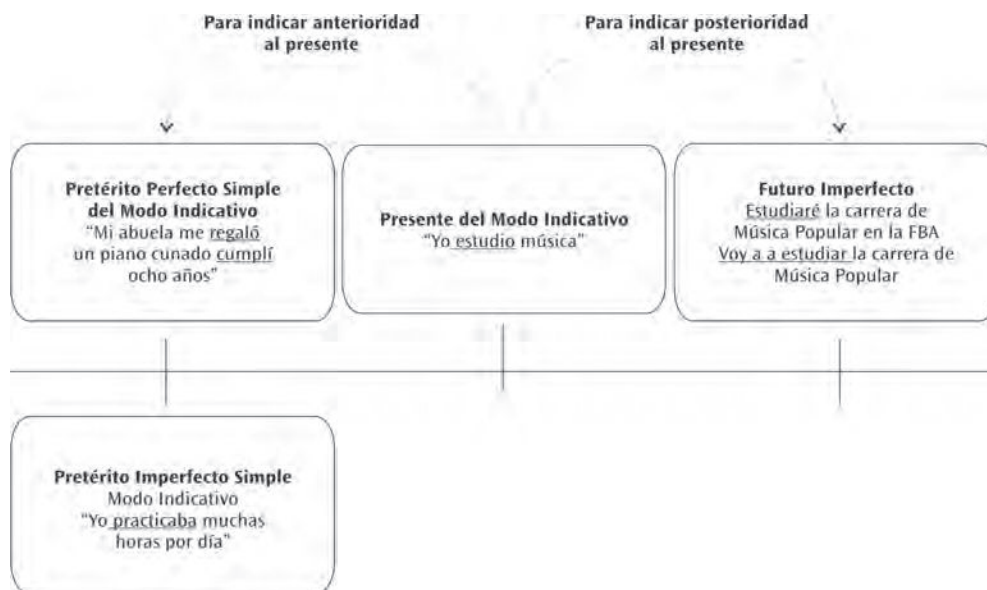 Para indicar anterioridad
al presente
Para indicar posterioridad
al presente
Pretérito Perfecto Simple
del Modo Indicativo
“Mi abuela me regaló
un piano cunado cumplí
ocho años”
Presente del Modo Indicativo
“Yo estudio música”
Futuro Imperfecto
Estudiaré la carrera de
Música Popular en la FBA
Voy a a estudiar la carrera de
Música Popular
Pretérito Imperfecto Simple
Modo Indicativo
“Yo practicaba muchas
horas por día”